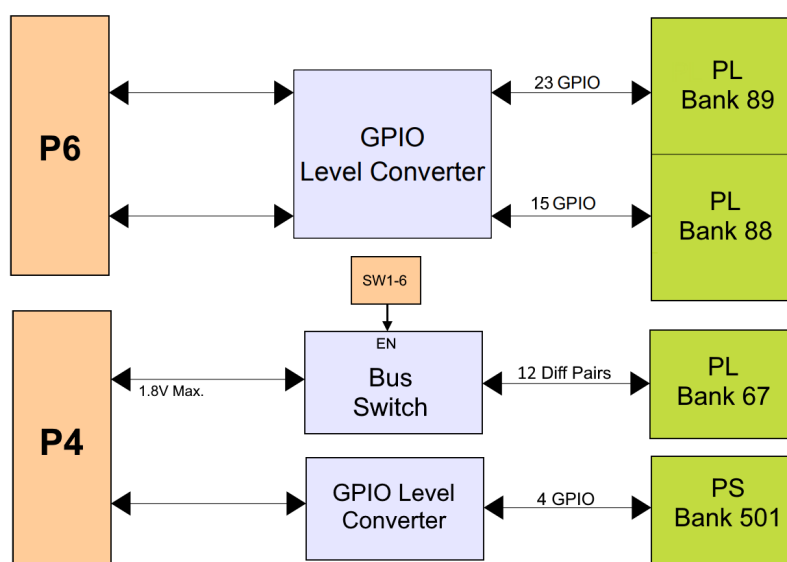 P6
GPIO
Level Converter
23 GPIO
PL
Bank 89
15 GPIO
PL
Bank 88
SW1-6
P4
1.8V Max.
EN
Bus
Switch
12 Diff Pairs
PL
Bank 67
GPIO Level
Converter
4 GPIO
PS
Bank 501